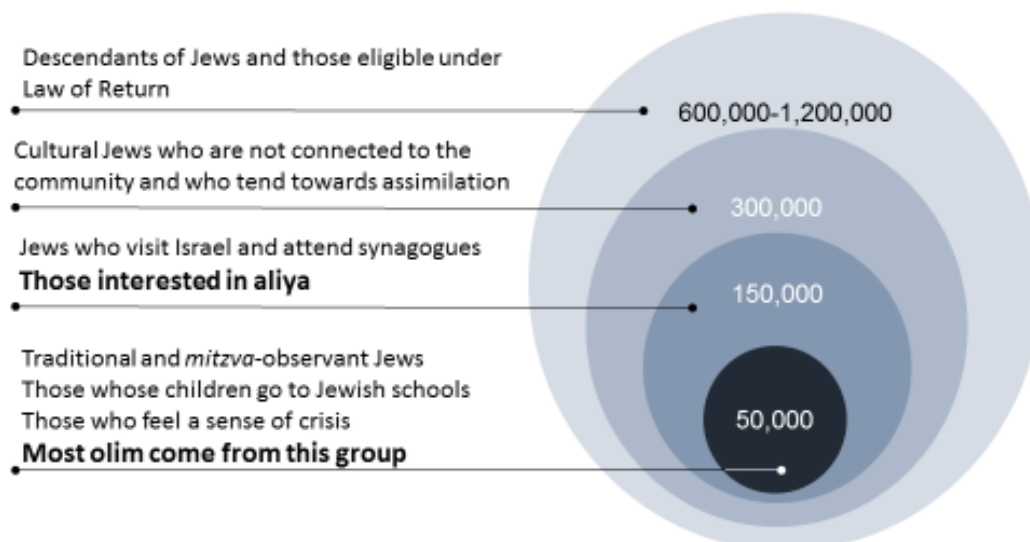 Descendants of Jews and those eligible under
Law of Return
600,000-1,200,000
Cultural Jews who are not connected to the
community and who tend towards assimilation
300,000
Jews who visit Israel and attend synagogues
Those interested in aliya
150,000
Traditional and mitzva-observant Jews
Those whose children go to Jewish schools
Those who feel a sense of crisis
Most olim come from this group
50,000